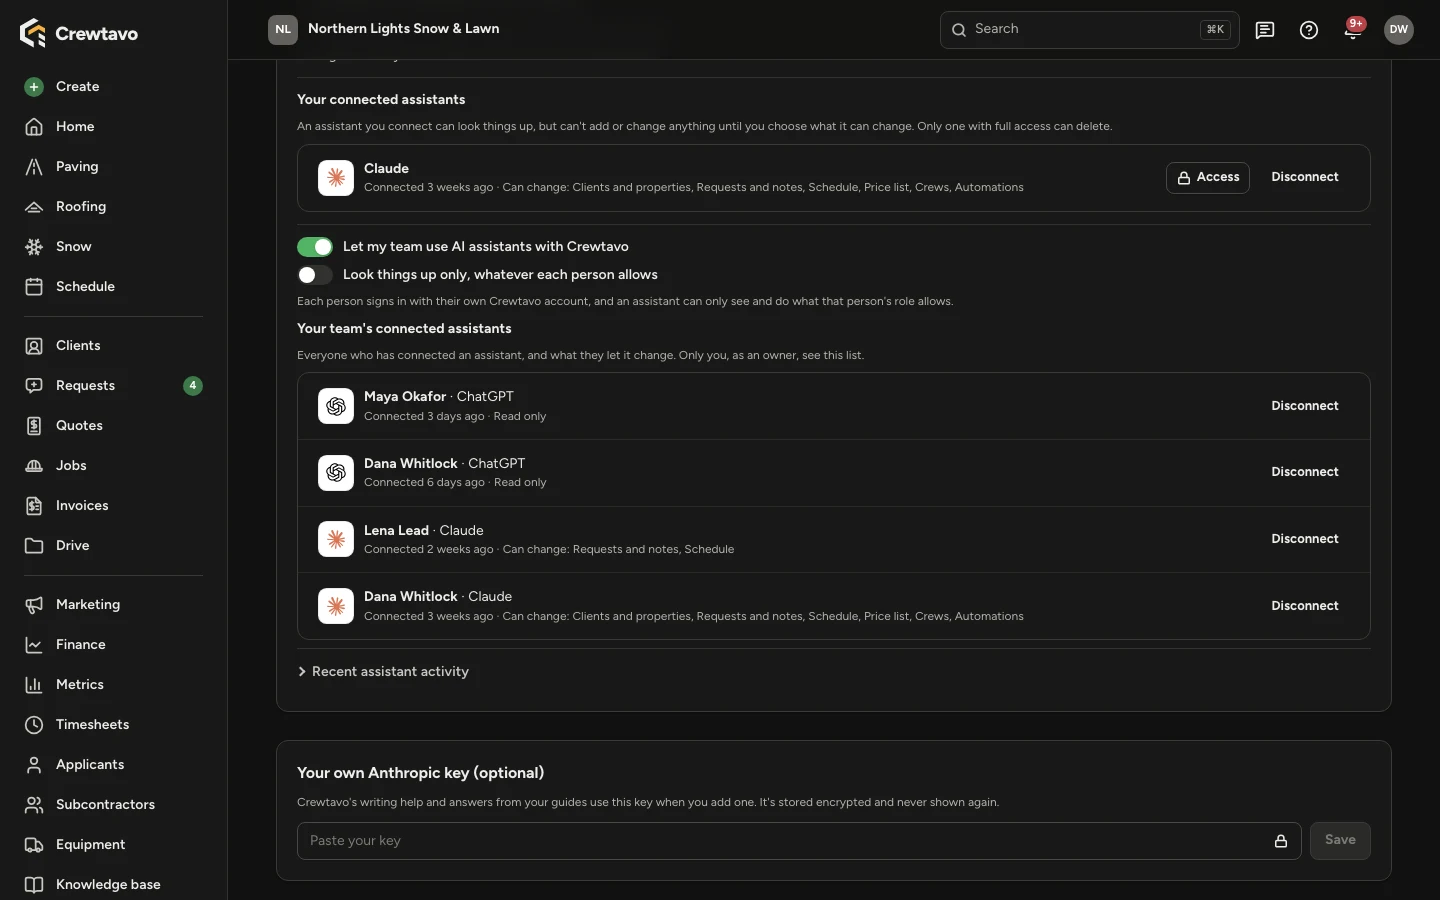 Crewtavo
NL
Northern Lights Snow & Lawn
Search
⌘K
9+
DW
Create
Home
Paving
Roofing
Snow
Schedule
Clients
Requests
4
Quotes
Jobs
Invoices
Drive
Marketing
Finance
Metrics
Timesheets
Applicants
Subcontractors
Equipment
Knowledge base
Your connected assistants
An assistant you connect can look things up, but can't add or change anything until you choose what it can change. Only one with full access can delete.
Claude
Connected 3 weeks ago · Can change: Clients and properties, Requests and notes, Schedule, Price list, Crews, Automations
Access
Disconnect
Let my team use AI assistants with Crewtavo
Look things up only, whatever each person allows
Each person signs in with their own Crewtavo account, and an assistant can only see and do what that person's role allows.
Your team's connected assistants
Everyone who has connected an assistant, and what they let it change. Only you, as an owner, see this list.
Maya Okafor · ChatGPT
Connected 3 days ago · Read only
Disconnect
Dana Whitlock · ChatGPT
Connected 6 days ago · Read only
Disconnect
Lena Lead · Claude
Connected 2 weeks ago · Can change: Requests and notes, Schedule
Disconnect
Dana Whitlock · Claude
Connected 3 weeks ago · Can change: Clients and properties, Requests and notes, Schedule, Price list, Crews, Automations
Disconnect
Recent assistant activity
Your own Anthropic key (optional)
Crewtavo's writing help and answers from your guides use this key when you add one. It's stored encrypted and never shown again.
Paste your key
Save